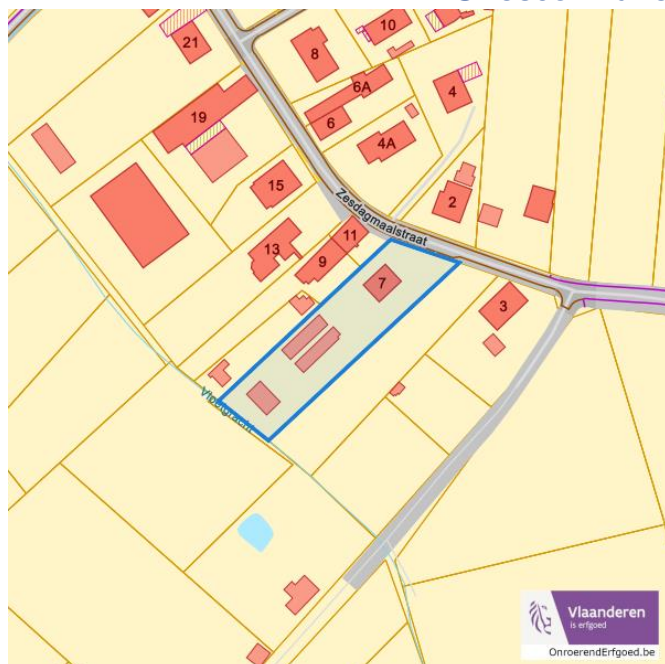 10
21
8
6A
4
19
6
4A
15
Zesdagmaalstraat
2
11
13
9
7
3
Vlaanderen
is erfgoed
OnroerendErfgoed.be